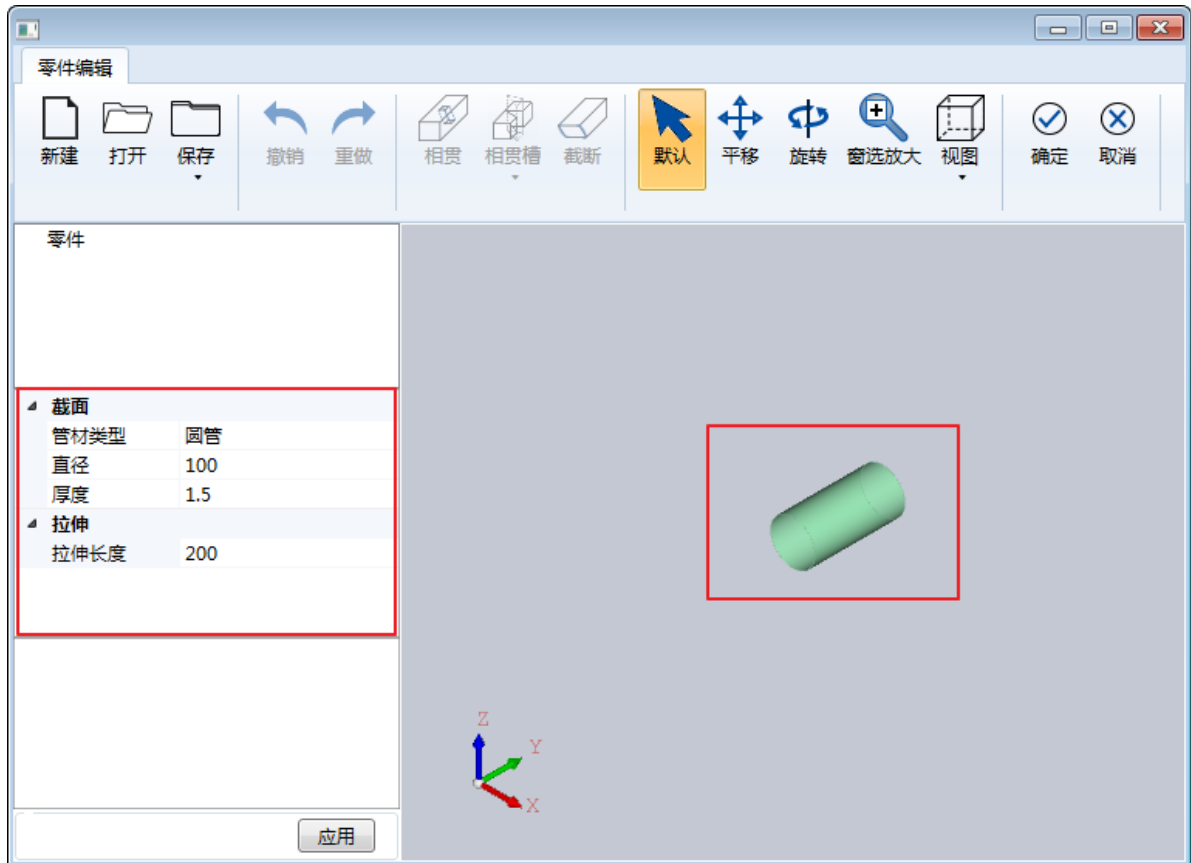 零件编辑
新建 打开 保存 撤销 重做 相贯 相贯槽 截断 默认 平移 旋转 窗选放大 视图 确定 取消
零件
截面
管材类型 圆管
直径 100
厚度 1.5
拉伸
拉伸长度 200
Z
Y
X
应用